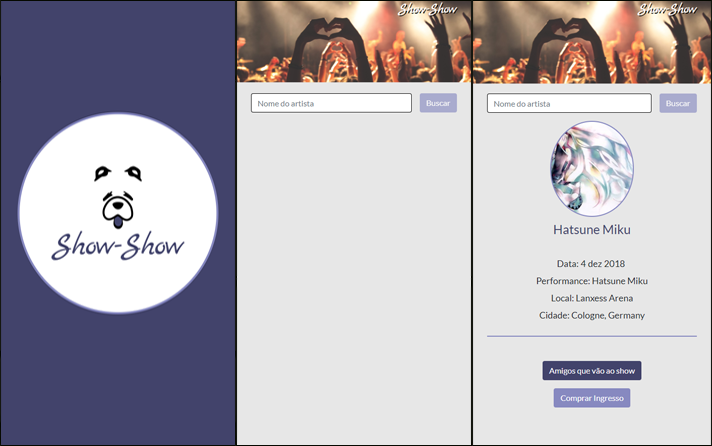 Show-Show
Show-Show
Nome do artista
Buscar
Show-Show
Nome do artista
Buscar
Hatsune Miku
Data: 4 dez 2018
Performance: Hatsune Miku
Local: Lanxess Arena
Cidade: Cologne, Germany
Amigos que vão ao show
Comprar Ingresso